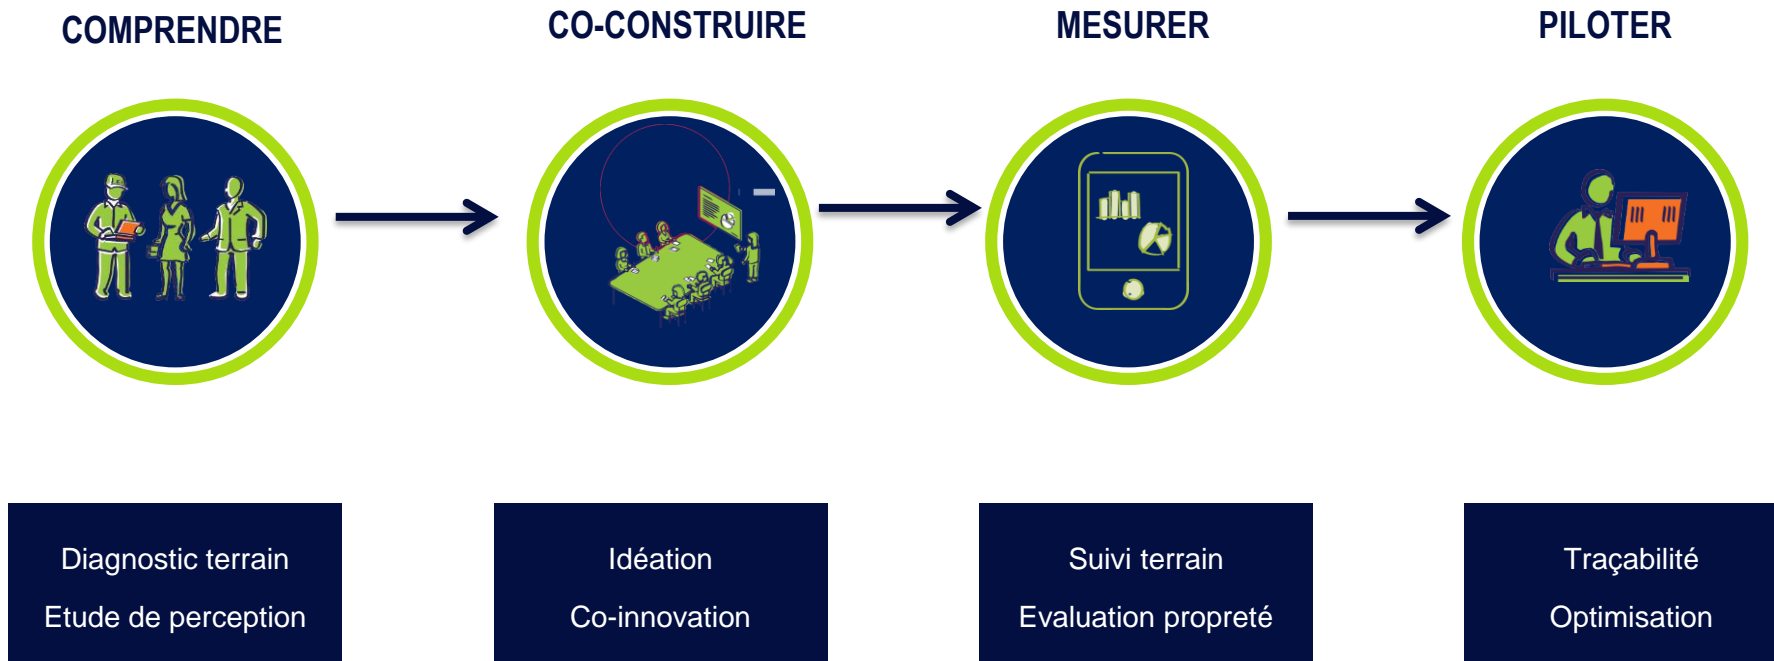 COMPRENDRE
CO-CONSTRUIRE
MESURER
PILOTER
Diagnostic terrain
Etude de perception
Idéation
Co-innovation
Suivi terrain
Evaluation propreté
Traçabilité
Optimisation